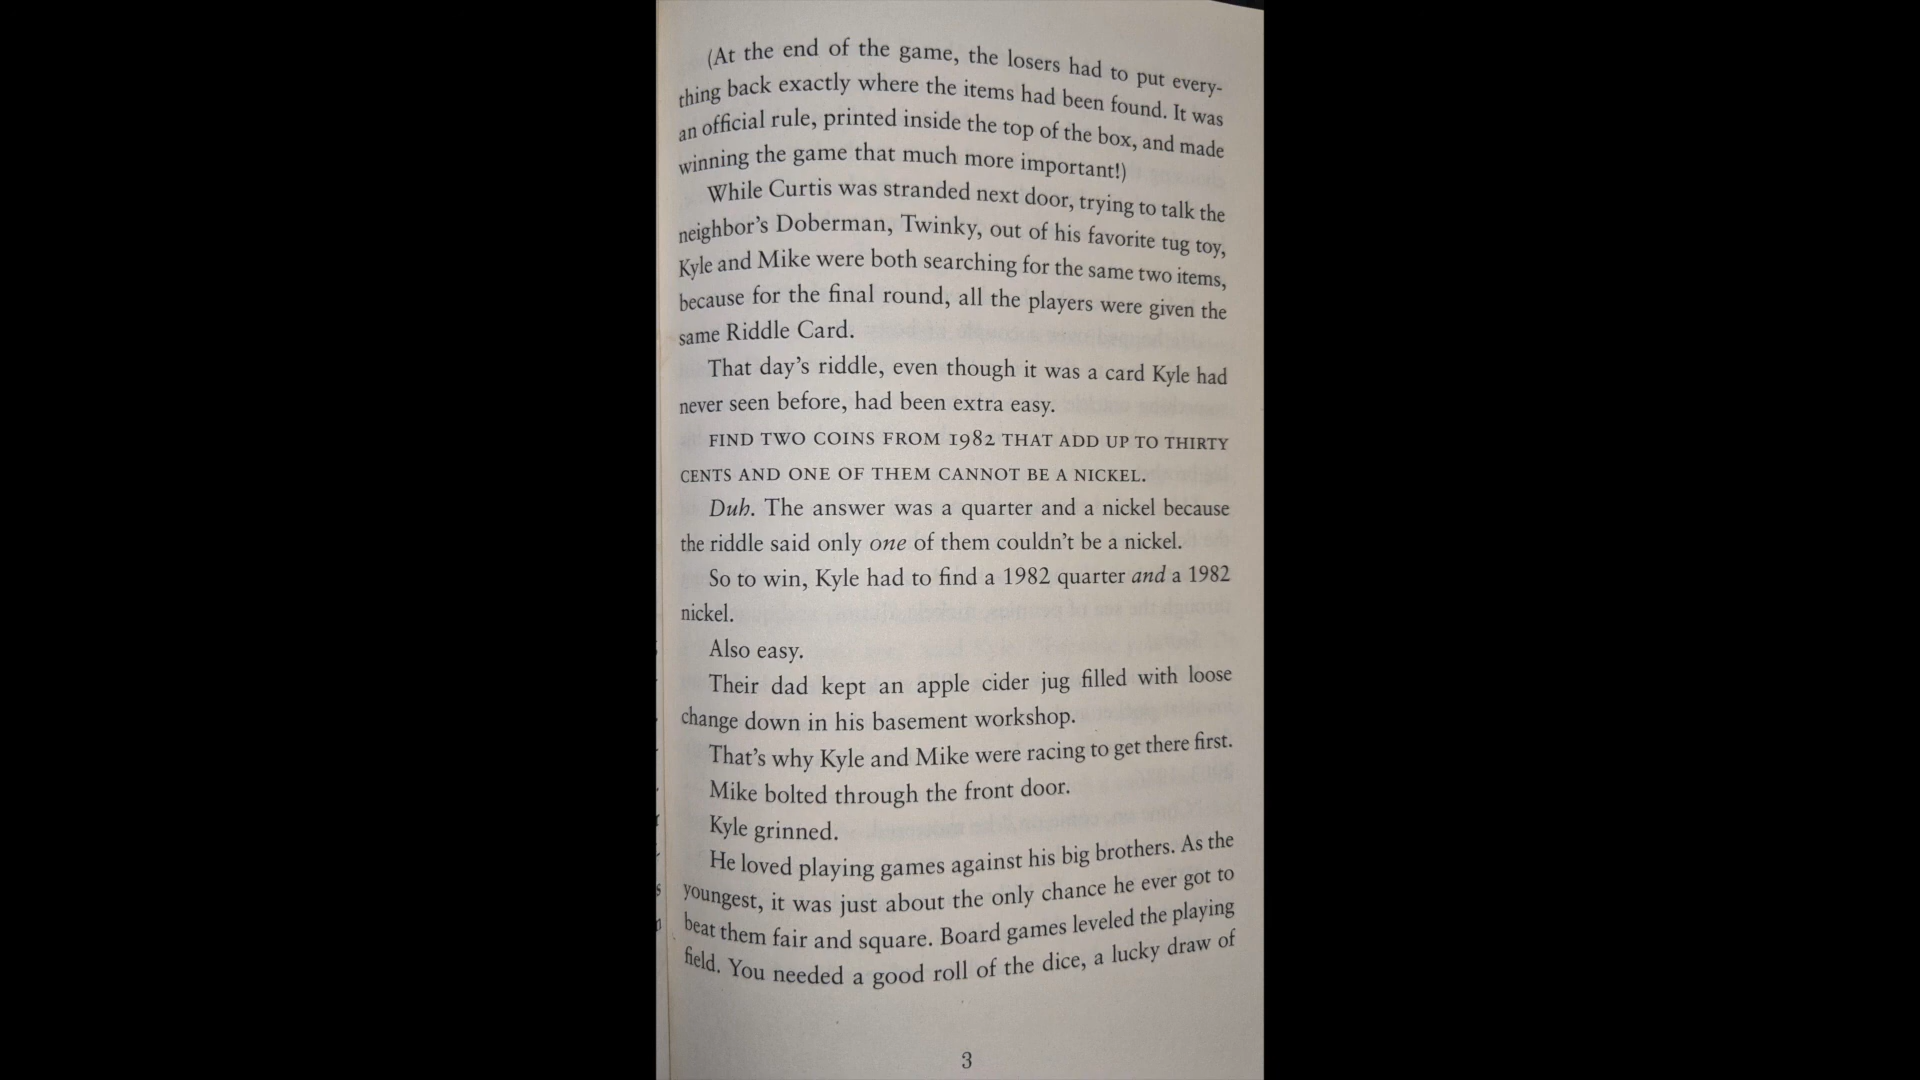 (At the end of the game, the losers had to put every-
thing back exactly where the items had been found. It was
an official rule, printed inside the top of the box, and made
winning the game that much more important!)
While Curtis was stranded next door, trying to talk the
neighbor's Doberman, Twinky, out of his favorite tug toy,
Kyle and Mike were both searching for the same two items,
because for the final round, all the players were given the
same Riddle Card.
That day's riddle, even though it was a card Kyle had
never seen before, had been extra easy.
FIND TWO COINS FROM 1982 THAT ADD UP TO THIRTY
CENTS AND ONE OF THEM CANNOT BE A NICKEL.
Duh. The answer was a quarter and a nickel because
the riddle said only one of them couldn't be a nickel.
So to win, Kyle had to find a 1982 quarter and a 1982
nickel.
Also easy.
Their dad kept an apple cider jug filled with loose
change down in his basement workshop.
That's why Kyle and Mike were racing to get there first.
Mike bolted through the front door.
Kyle grinned.
He loved playing games against his big brothers. As the
youngest, it was just about the only chance he ever got to
beat them fair and square. Board games leveled the playing
field. You needed a good roll of the dice, a lucky draw of
3